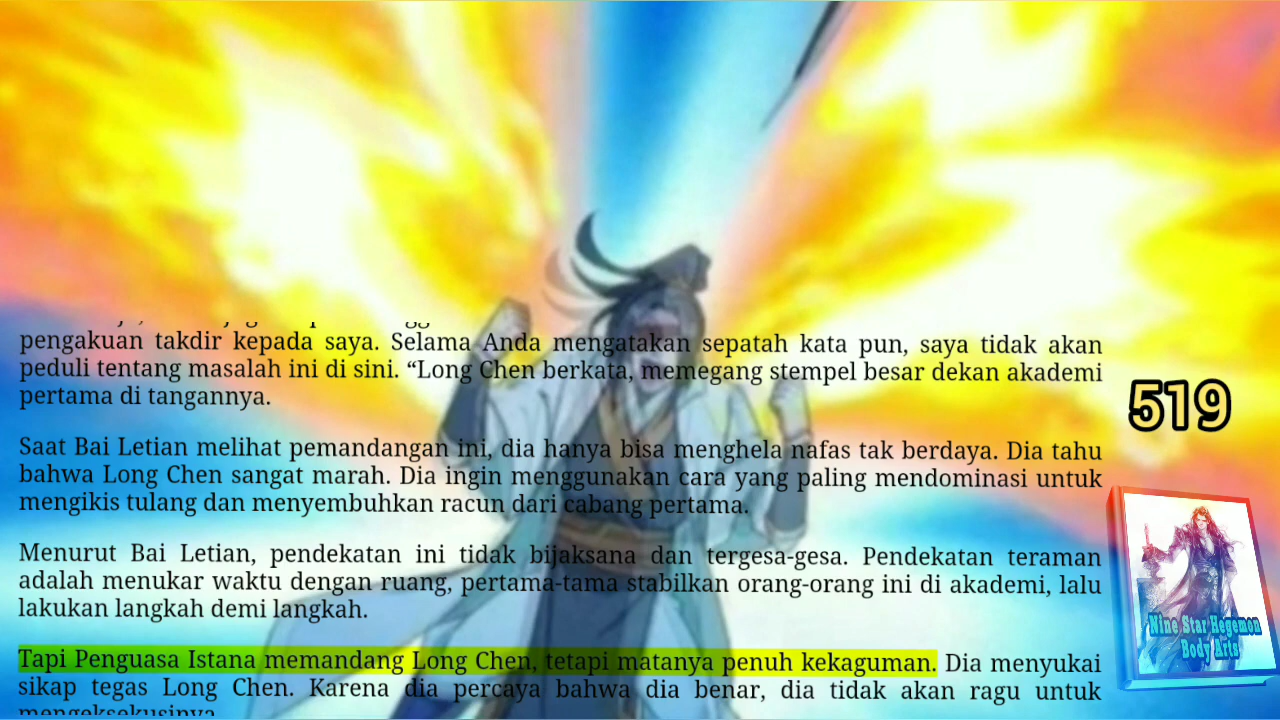 pengakuan takdir kepada saya. Selama Anda mengatakan sepatah kata pun, saya tidak akan
peduli tentang masalah ini di sini. “Long Chen berkata, memegang stempel besar dekan akademi
pertama di tangannya.
519
Saat Bai Letian melihat pemandangan ini, dia hanya bisa menghela nafas tak berdaya. Dia tahu
bahwa Long Chen sangat marah. Dia ingin menggunakan cara yang paling mendominasi untuk
mengikis tulang dan menyembuhkan racun dari cabang pertama.
Menurut Bai Letian, pendekatan ini tidak bijaksana dan tergesa-gesa. Pendekatan teraman
adalah menukar waktu dengan ruang, pertama-tama stabilkan orang-orang ini di akademi, lalu
lakukan langkah demi langkah.
Nine Star Hegemon
Body Arts
Tapi Penguasa Istana memandang Long Chen, tetapi matanya penuh kekaguman. Dia menyukai
sikap tegas Long Chen. Karena dia percaya bahwa dia benar, dia tidak akan ragu untuk
mengeksekusinya